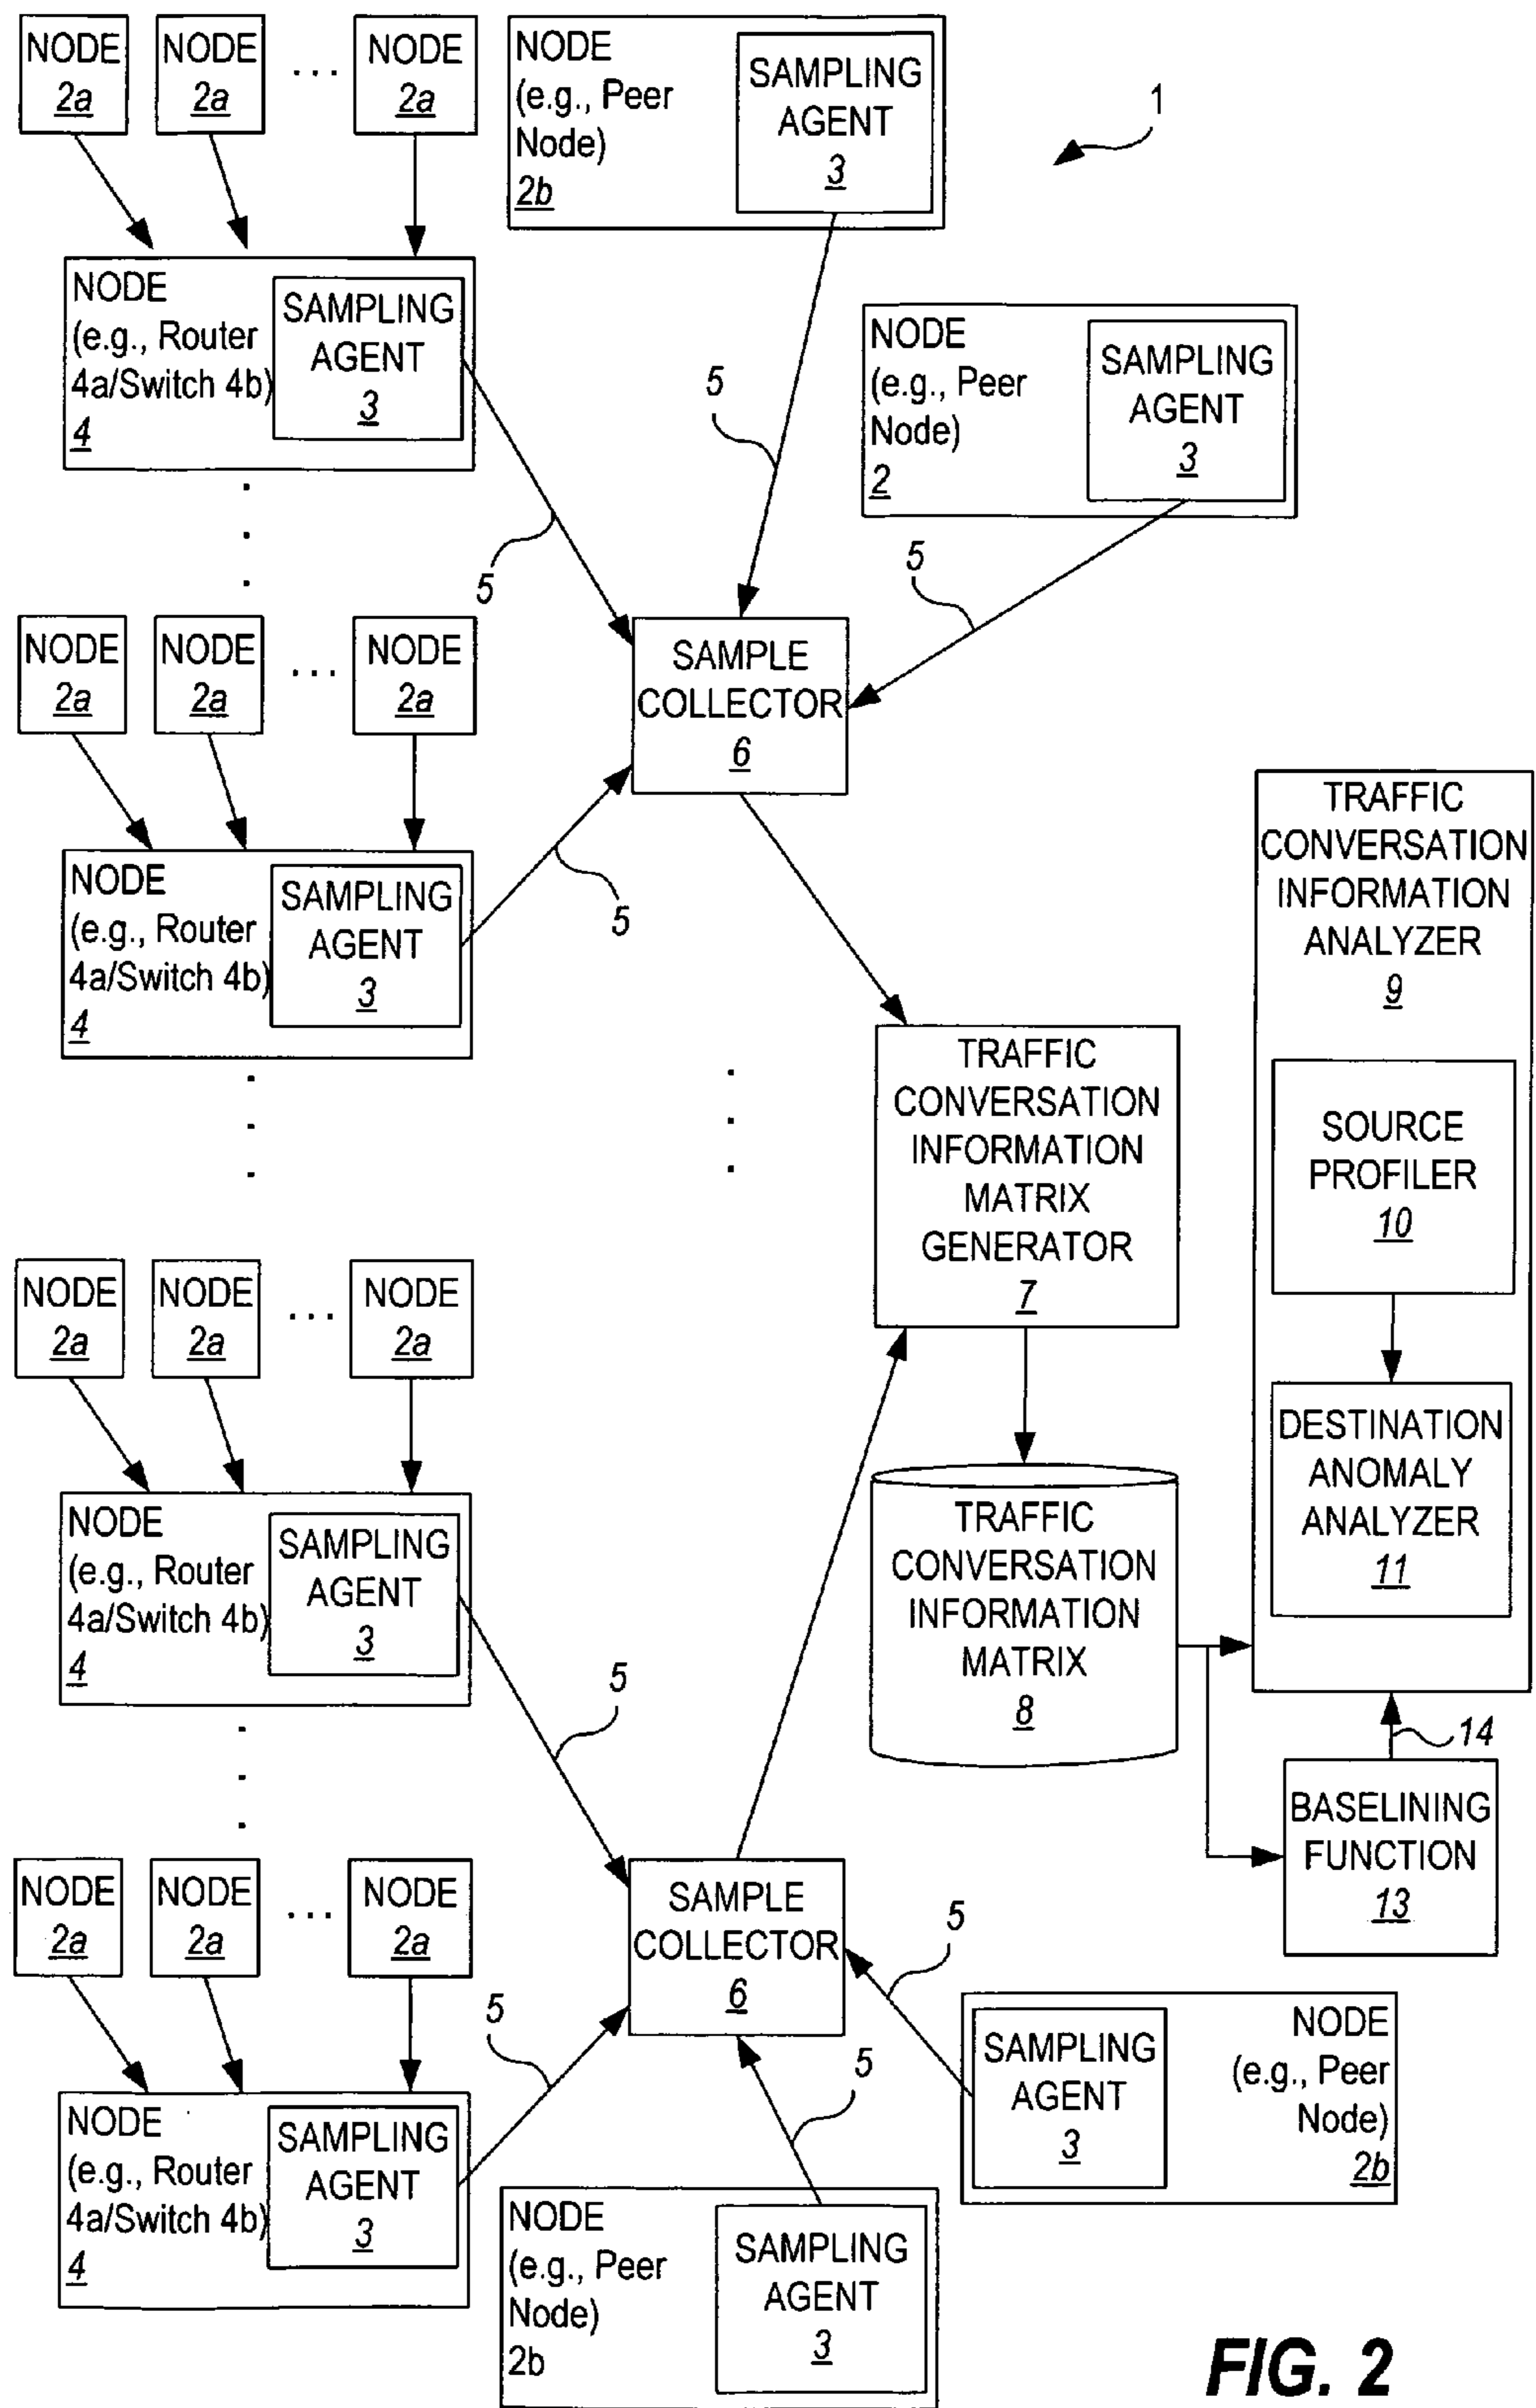 NODE
2a
NODE
2a
...
NODE
2a
NODE
(e.g., Peer
Node)
2b
SAMPLING
AGENT
3
1
NODE
(e.g., Router
4a/Switch 4b)
4
SAMPLING
AGENT
3
NODE
(e.g., Peer
Node)
2
SAMPLING
AGENT
3
5
5
5
NODE
2a
NODE
2a
...
NODE
2a
SAMPLE
COLLECTOR
6
NODE
(e.g., Router
4a/Switch 4b)
4
SAMPLING
AGENT
3
5
TRAFFIC
CONVERSATION
INFORMATION
ANALYZER
9
SOURCE
PROFILER
10
DESTINATION
ANOMALY
ANALYZER
11
TRAFFIC
CONVERSATION
INFORMATION
MATRIX
GENERATOR
7
NODE
2a
NODE
2a
...
NODE
2a
NODE
(e.g., Router
4a/Switch 4b)
4
SAMPLING
AGENT
3
5
TRAFFIC
CONVERSATION
INFORMATION
MATRIX
8
14
BASELINING
FUNCTION
13
NODE
2a
NODE
2a
...
NODE
2a
SAMPLE
COLLECTOR
6
5
NODE
(e.g., Router
4a/Switch 4b)
4
SAMPLING
AGENT
3
5
5
SAMPLING
AGENT
3
NODE
(e.g., Peer
Node)
2b
NODE
(e.g., Peer
Node)
2b
SAMPLING
AGENT
3
FIG. 2